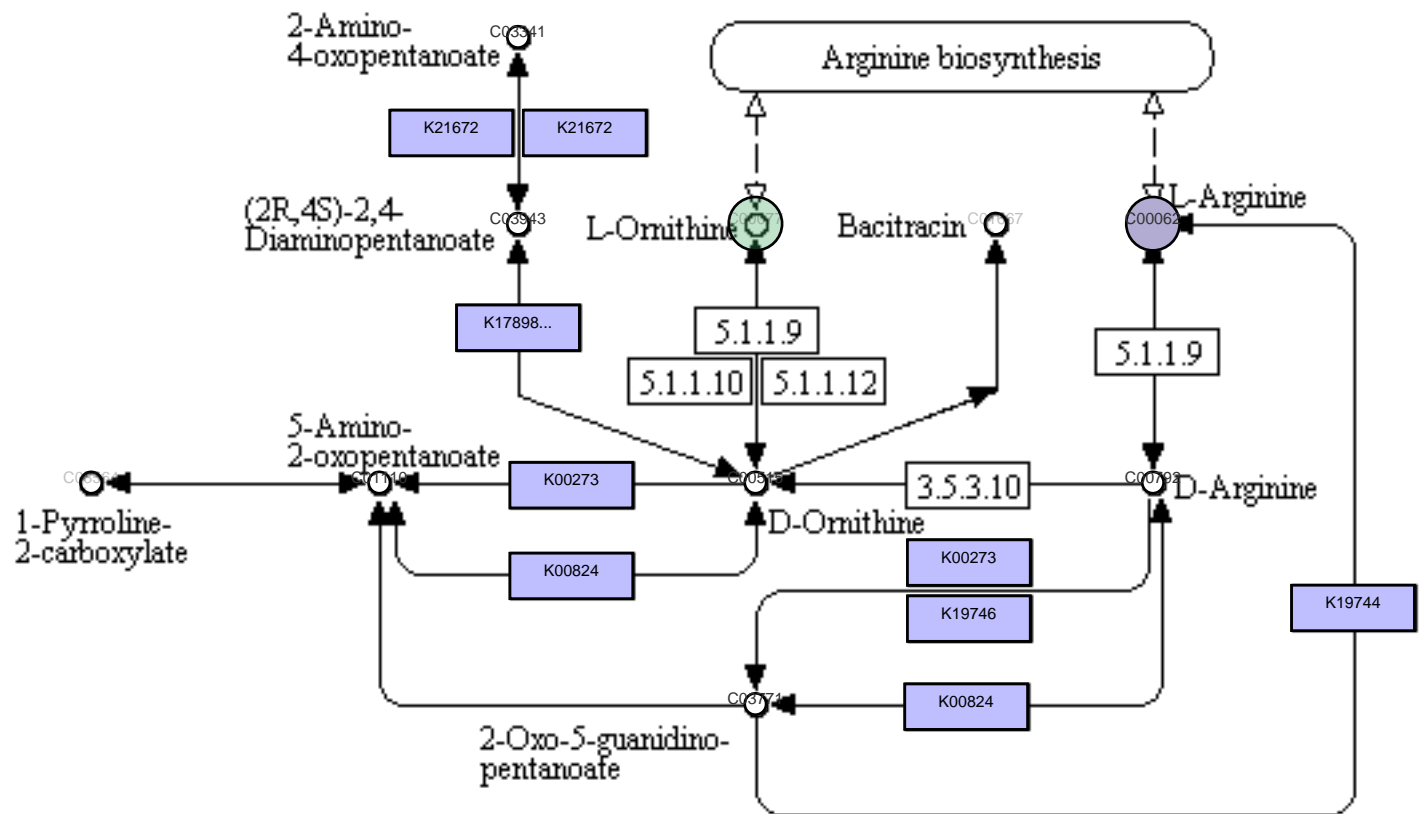 2-Amino-
4-oxopentanoate
C03341
Arginine biosynthesis
K21672
K21672
(2R,4S)-2,4-
Diaminopentanoate
C03943
L-Ornithine
Bacitracin
L-Arginine
C00062
K17898...
5.1.1.9
5.1.1.10
5.1.1.12
5.1.1.9
5-Amino-
2-oxopentanoate
C01110
K00273
C00515
3.5.3.10
C00792
D-Arginine
D-Ornithine
1-Pyrroline-
2-carboxylate
K00824
K00273
K19746
K19744
C03771
K00824
2-Oxo-5-guanidino-
pentanoate